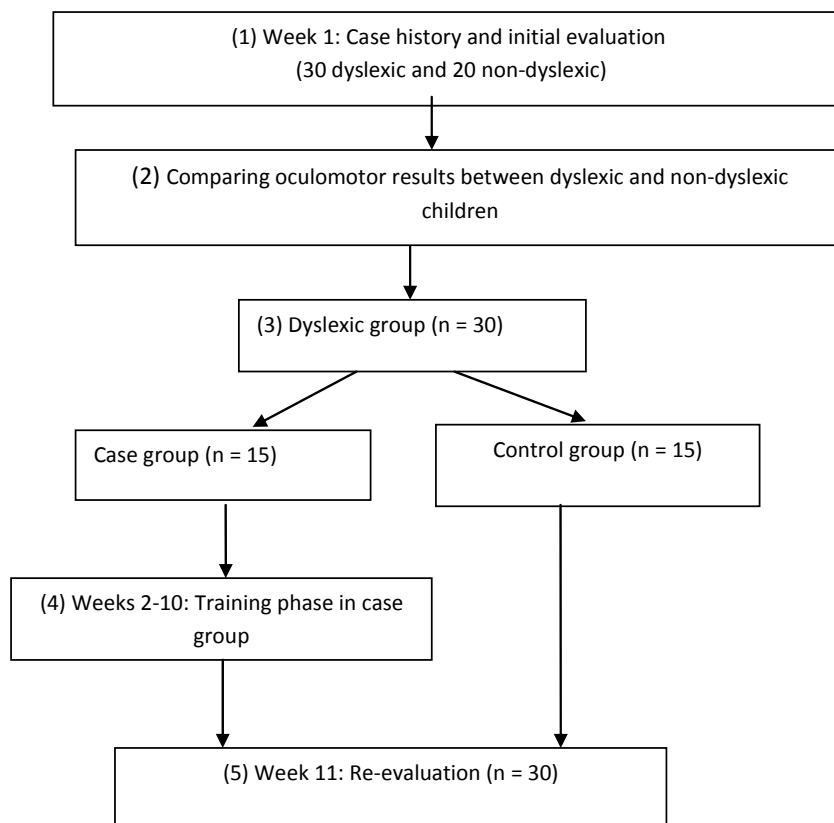 (1) Week 1: Case history and initial evaluation
(30 dyslexic and 20 non-dyslexic)
(2) Comparing oculomotor results between dyslexic and non-dyslexic
children
(3) Dyslexic group (n = 30)
Case group (n = 15)
Control group (n = 15)
(4) Weeks 2-10: Training phase in case
group
(5) Week 11: Re-evaluation (n = 30)